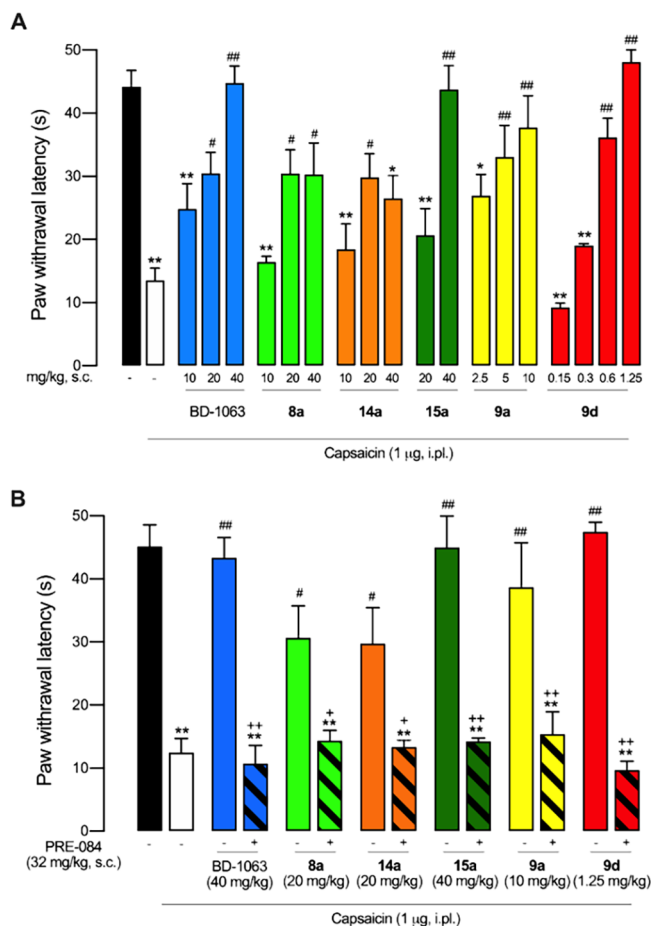 A
Paw withrawal latency (s)
50
40
30
20
10
0
** ** # ## ** # # ** # * ** ## * ## ## ** ** ## ##
mg/kg, s.c. - - 10 20 40 10 20 40 10 20 40 20 40 2.5 5 10 0.15 0.3 0.6 1.25
BD-1063 8a 14a 15a 9a 9d
Capsaicin (1 μg, i.pl.)
B
Paw withdrawal latency (s)
50
40
30
20
10
0
## # # ## ## ##
++ + + ++ ++ ++
** ** ** ** ** ** **
PRE-084 - - - + - + - + - + - + - +
(32 mg/kg, s.c.)
BD-1063 8a 14a 15a 9a 9d
(40 mg/kg) (20 mg/kg) (20 mg/kg) (40 mg/kg) (10 mg/kg) (1.25 mg/kg)
Capsaicin (1 μg, i.pl.)